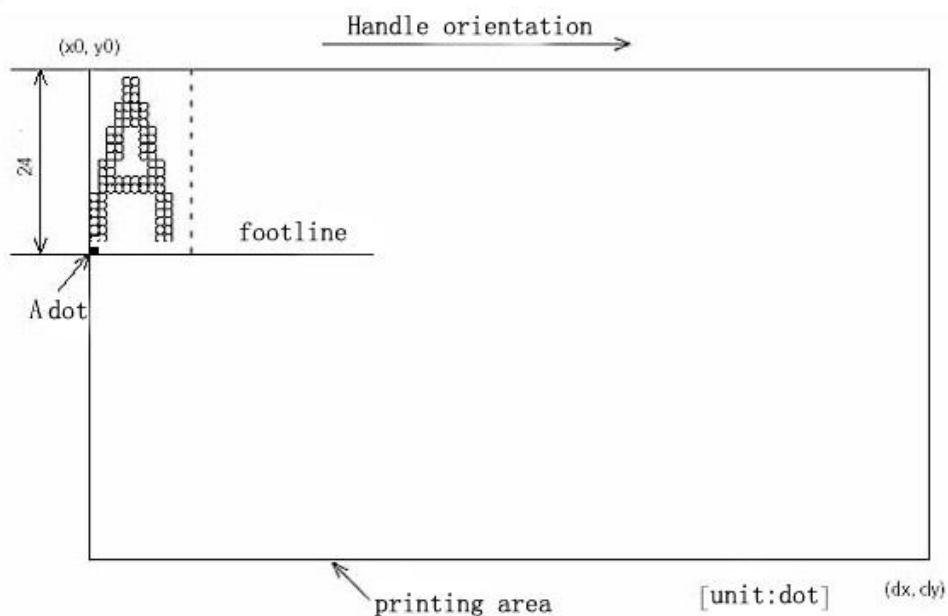 Handle orientation
(x0, y0)
24
footline
A dot
printing area
[unit:dot]
(dx, dy)